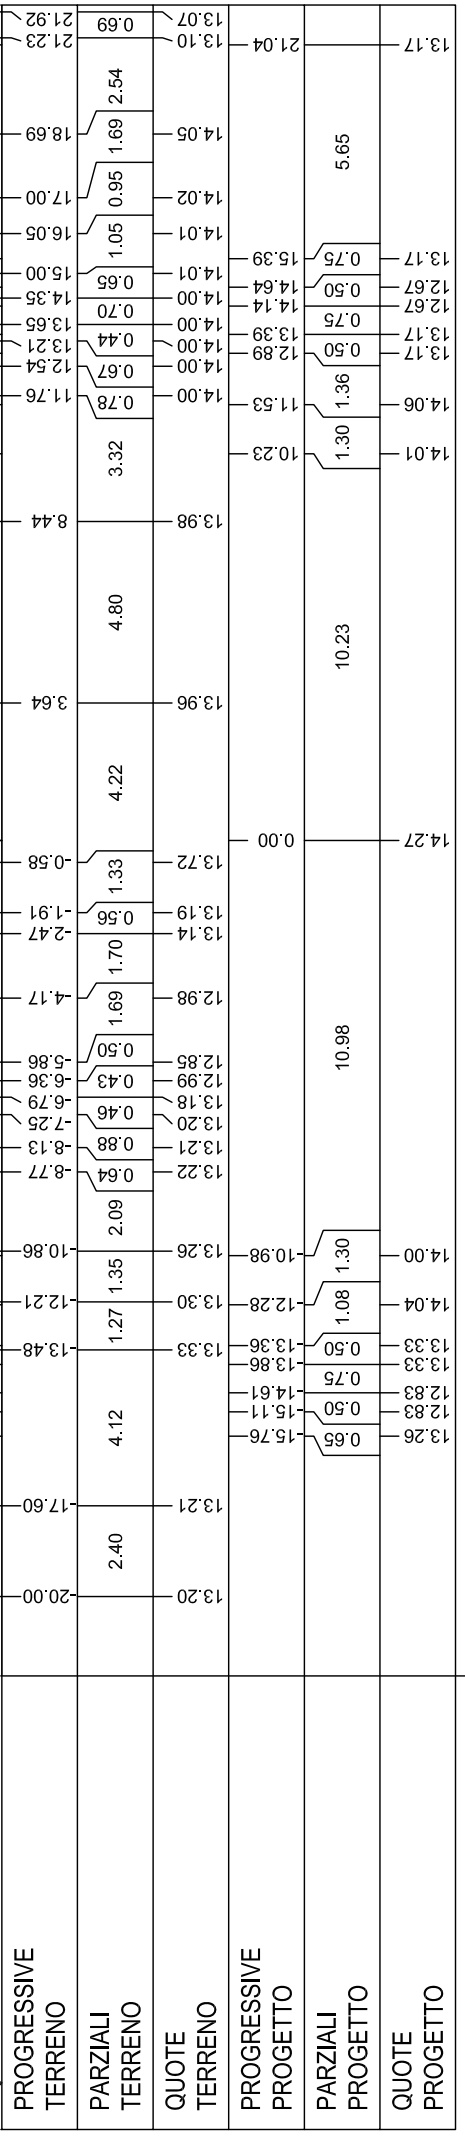 PROGRESSIVE
TERRENO
-20.00 -17.60 -13.48 -12.21 -10.86 -8.77 -8.13 -7.25 -6.79 -6.36 -5.86 -4.17 -2.47 -1.91 -0.58 3.64 8.44 11.76 12.54 13.21 13.65 14.35 15.00 16.05 17.00 18.69 21.23 21.92
PARZIALI
TERRENO
2.40 4.12 1.27 1.35 2.09 0.64 0.88 0.46 0.43 0.50 1.69 1.70 0.56 1.33 4.22 4.80 3.32 0.78 0.67 0.44 0.70 0.65 1.05 0.95 1.69 2.54 0.69
QUOTE
TERRENO
13.20 13.21 13.33 13.30 13.26 13.22 13.21 13.20 13.18 12.99 12.85 12.98 13.14 13.19 13.72 13.96 13.98 14.00 14.00 14.00 14.00 14.00 14.01 14.01 14.02 14.05 13.10 13.07
PROGRESSIVE
PROGETTO
-15.76 -15.11 -14.61 -13.86 -13.36 -12.28 -10.98 0.00 10.23 11.53 12.89 13.39 14.14 14.64 15.39 21.04
PARZIALI
PROGETTO
0.65 0.50 0.75 0.50 1.08 1.30 10.98 10.23 1.30 1.36 0.50 0.75 0.50 0.75 5.65
QUOTE
PROGETTO
13.26 12.83 12.83 13.33 13.33 14.04 14.00 14.27 14.01 14.06 13.17 13.17 12.67 12.67 13.17 13.17